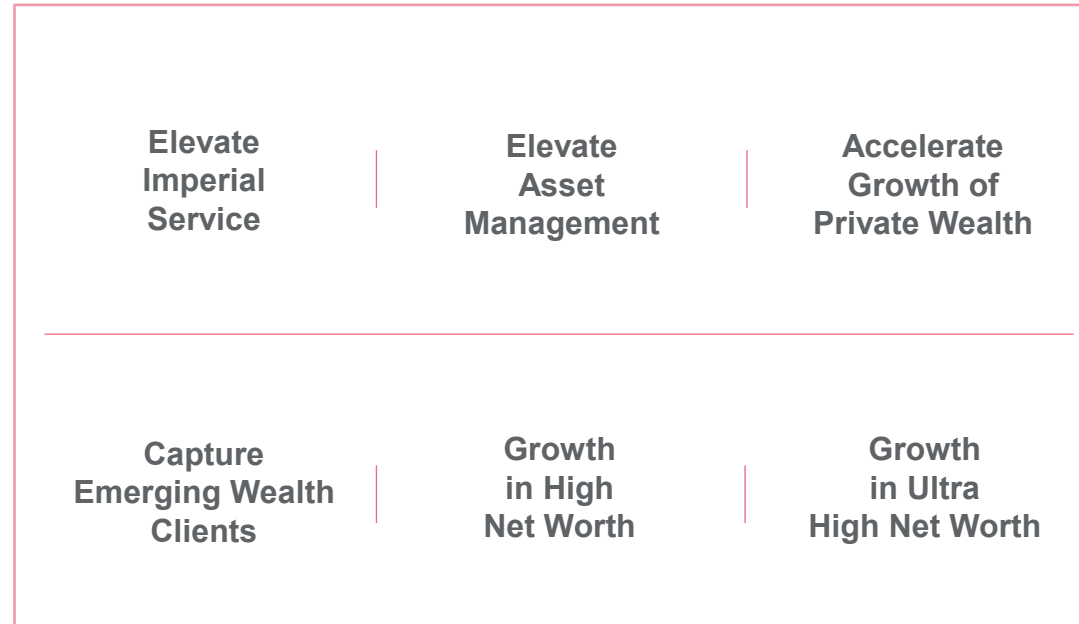 Elevate
Imperial
Service
Elevate
Asset
Management
Accelerate
Growth of
Private Wealth
Capture
Emerging Wealth
Clients
Growth
in High
Net Worth
Growth
in Ultra
High Net Worth